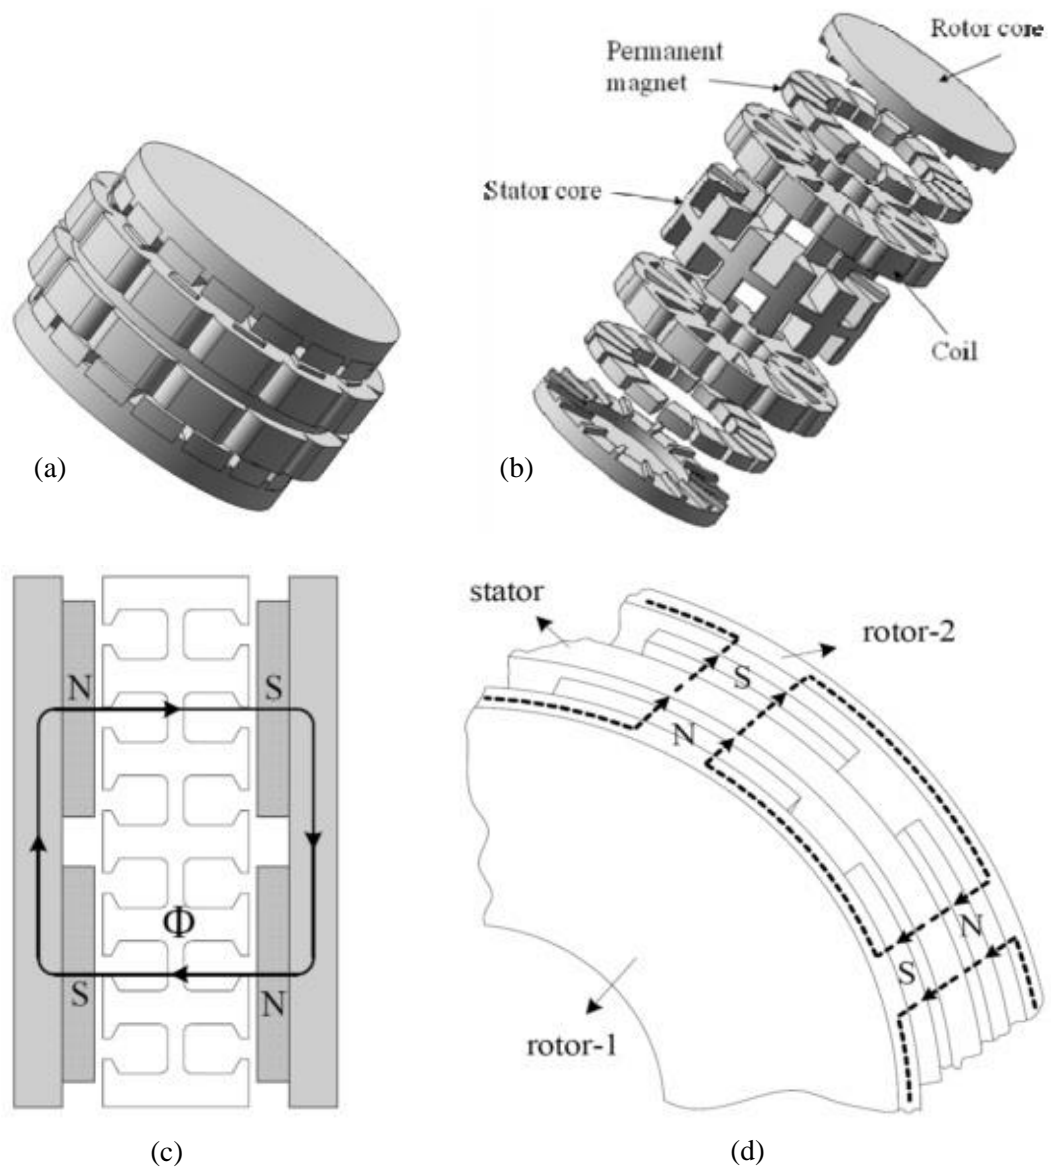 Rotor core
Permanent
magnet
Stator core
Coil
(a)
(b)
N
S
Φ
S
N
(c)
stator
rotor-2
S
N
N
S
rotor-1
(d)